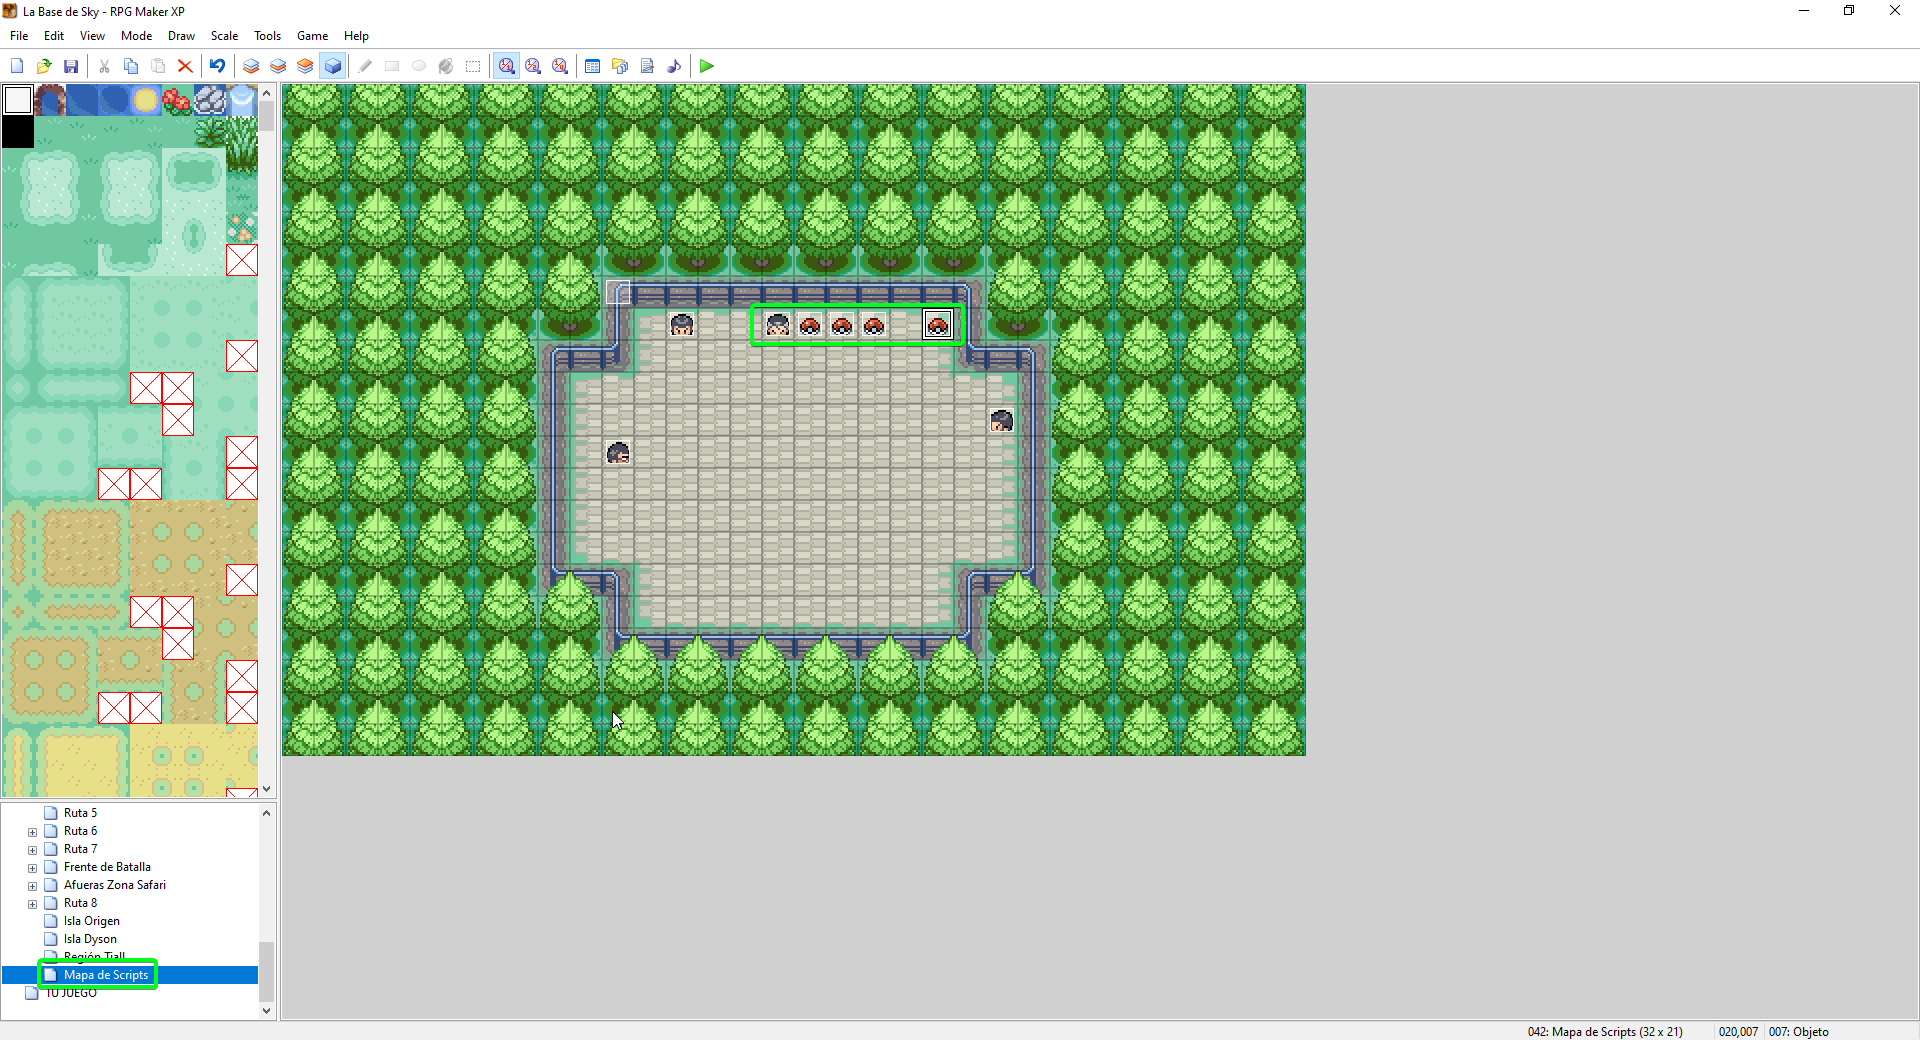 La Base de Sky - RPG Maker XP
File Edit View Mode Draw Scale Tools Game Help
Ruta 5
Ruta 6
Ruta 7
Frente de Batalla
Afueras Zona Safari
Ruta 8
Isla Origen
Isla Dyson
Región Tiall
Mapa de Scripts
TU JUEGO
042: Mapa de Scripts (32 x 21) 020,007 007: Objeto